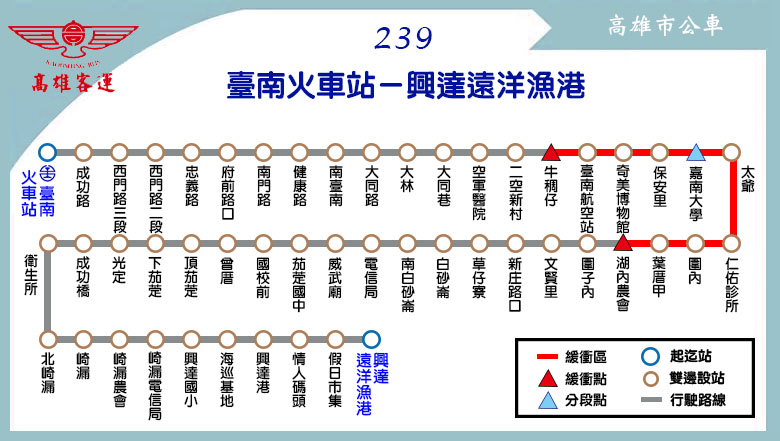 高雄市公車
239
KAOHSIUNG BUS
高雄客運
臺南火車站－興達遠洋漁港
臺南
火車站
成功路
西門路三段
西門路二段
忠義路
府前路口
南門路
健康路
南臺南
大同路
大林
大同巷
空軍醫院
二空新村
牛稠仔
臺南航空站
奇美博物館
保安里
嘉南大學
太爺
衛生所
成功橋
光定
下茄萣
頂茄萣
曾厝
國校前
茄萣國中
威武廟
電信局
南白砂崙
白砂崙
草仔寮
新庄路口
文賢里
圍子內
湖內農會
葉厝甲
圍內
仁佑診所
北崎漏
崎漏
崎漏農會
崎漏電信局
興達國小
海巡基地
興達港
情人碼頭
假日市集
興達
遠洋漁港
緩衝區
起迄站
緩衝點
雙邊設站
分段點
行駛路線